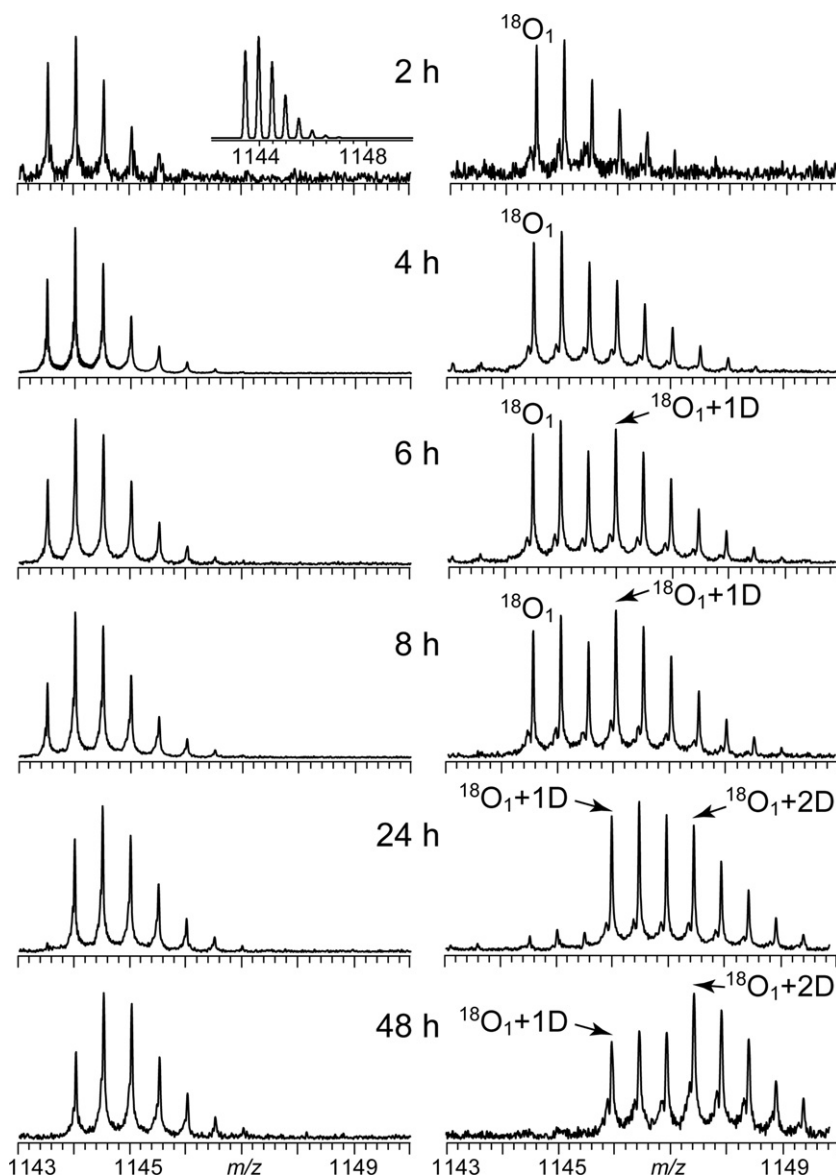 2 h
1144
1148
¹⁸O₁
4 h
¹⁸O₁
6 h
¹⁸O₁
¹⁸O₁+1D
8 h
¹⁸O₁
¹⁸O₁+1D
24 h
¹⁸O₁+1D
¹⁸O₁+2D
48 h
¹⁸O₁+1D
¹⁸O₁+2D
1143 1145 m/z 1149 1143 1145 m/z 1149